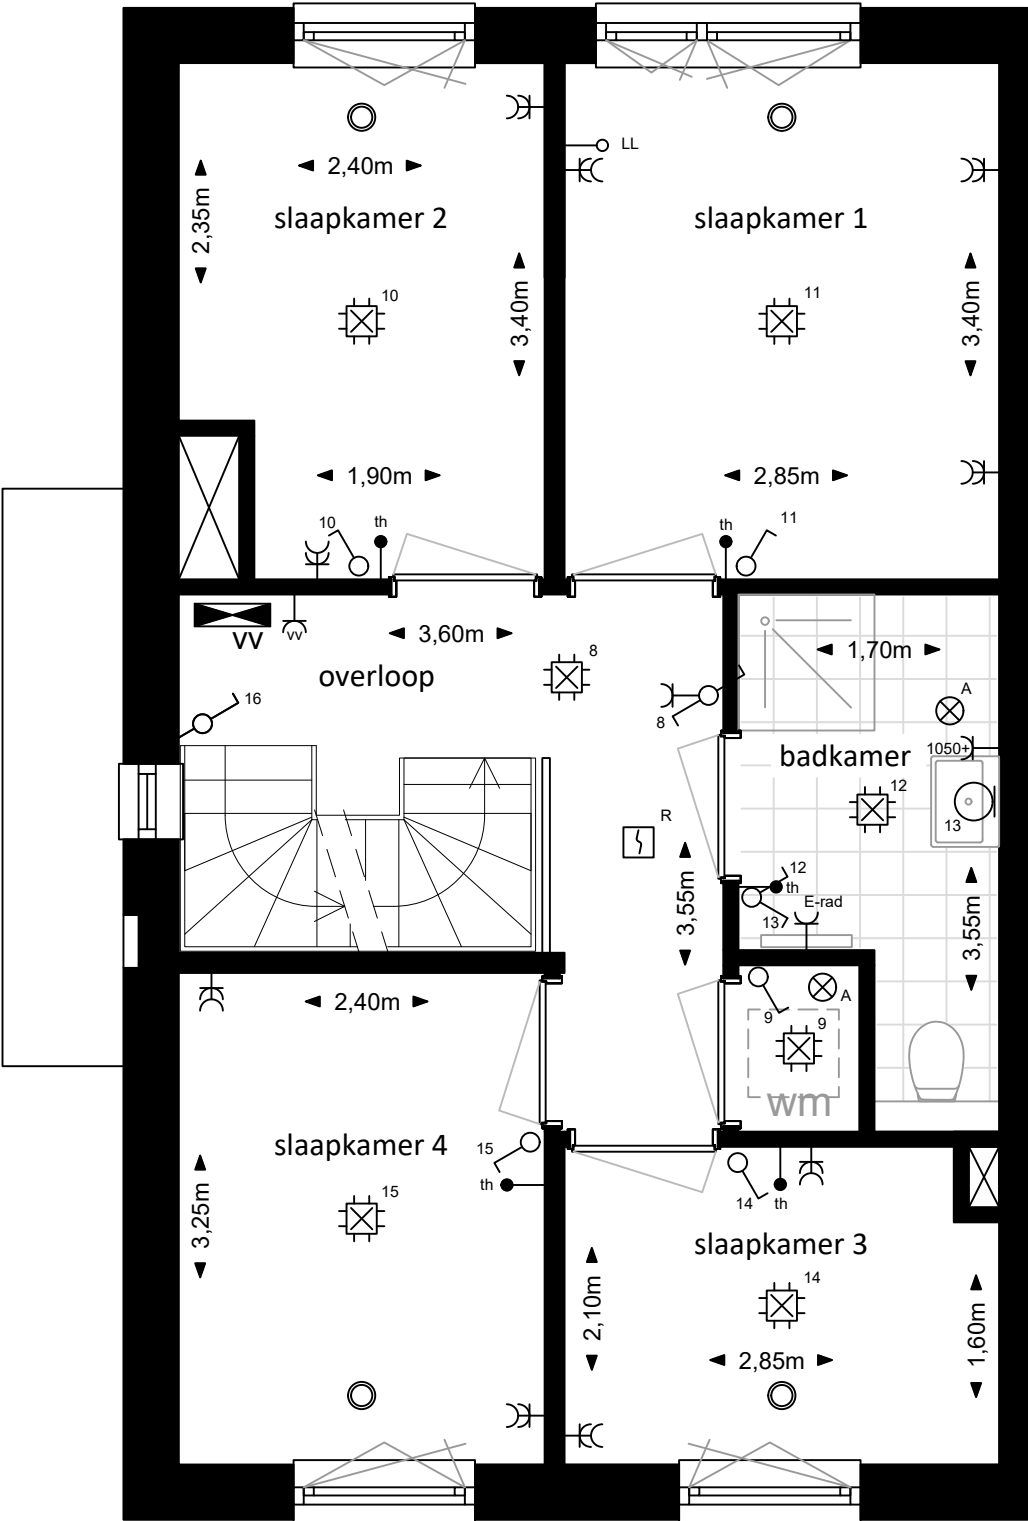 2,40m
2,35m
slaapkamer 2
3,40m
10
1,90m
10
th
LL
slaapkamer 1
3,40m
11
2,85m
th
11
VV
vv
3,60m
overloop
8
16
8
R
3,55m
1,70m
A
badkamer
1050+
12
13
12
th
13
E-rad
3,55m
9
A
9
wm
2,40m
slaapkamer 4
15
th
15
3,25m
14
th
slaapkamer 3
2,10m
14
2,85m
1,60m